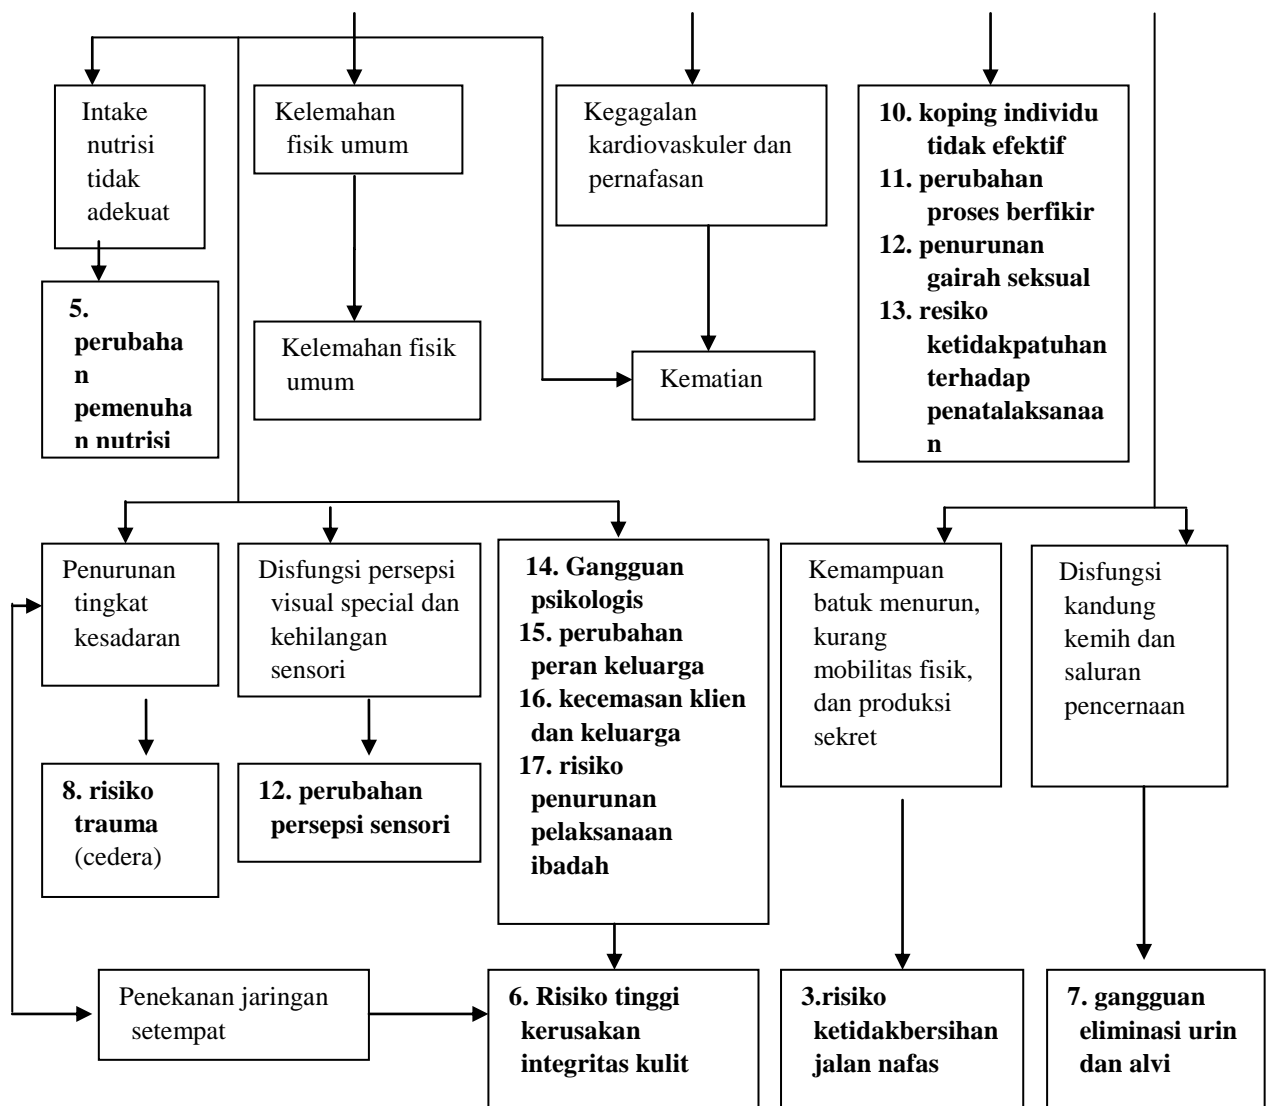 Intake
nutrisi
tidak
adekuat
Kelemahan
fisik umum
Kegagalan
kardiovaskuler dan
pernafasan
10. koping individu
tidak efektif
11. perubahan
proses berfikir
12. penurunan
gairah seksual
13. resiko
ketidakpatuhan
terhadap
penatalaksanaa
n
5.
perubaha
n
pemenuha
n nutrisi
Kelemahan fisik
umum
Kematian
Penurunan
tingkat
kesadaran
Disfungsi persepsi
visual special dan
kehilangan
sensori
14. Gangguan
psikologis
15. perubahan
peran keluarga
16. kecemasan klien
dan keluarga
17. risiko
penurunan
pelaksanaan
ibadah
Kemampuan
batuk menurun,
kurang
mobilitas fisik,
dan produksi
sekret
Disfungsi
kandung
kemih dan
saluran
pencernaan
8. risiko
trauma
(cedera)
12. perubahan
persepsi sensori
Penekanan jaringan
setempat
6. Risiko tinggi
kerusakan
integritas kulit
3.risiko
ketidakbersihan
jalan nafas
7. gangguan
eliminasi urin
dan alvi